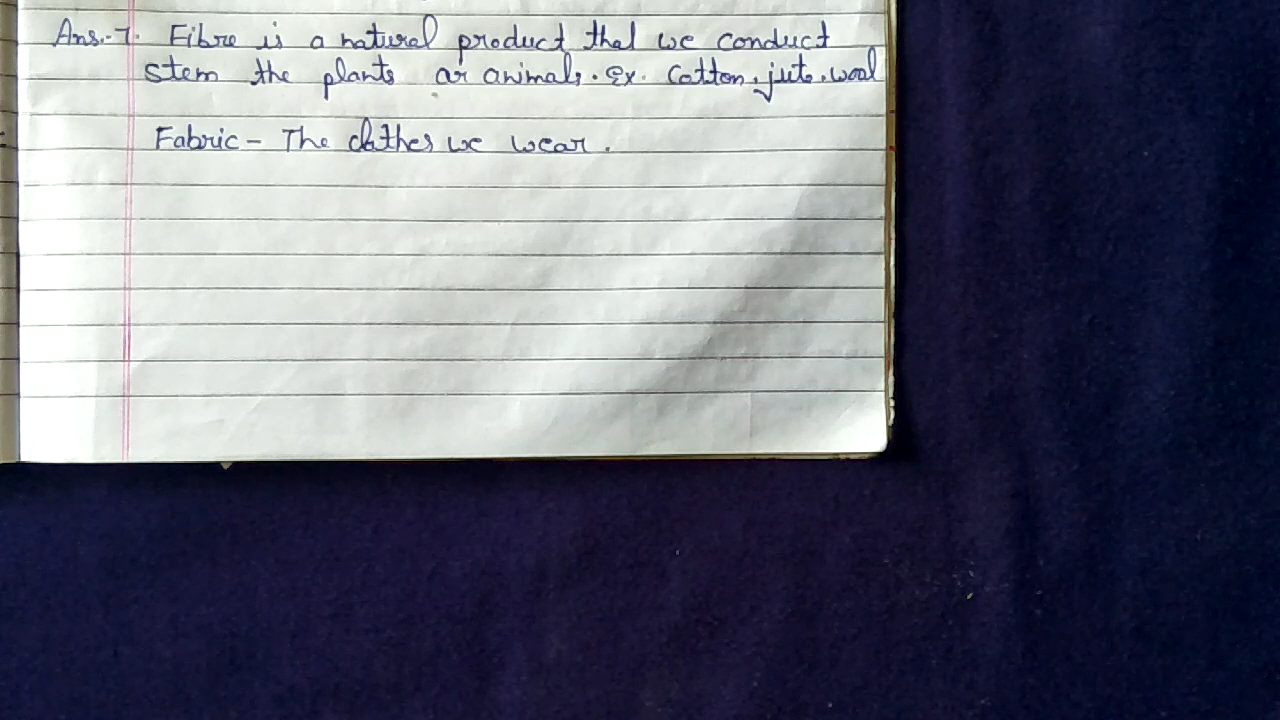 Ans.-7. Fibre is a natural product that we conduct
stem the plants or animals. Ex. Cotton, jute, wool
Fabric - The clothes we wear.